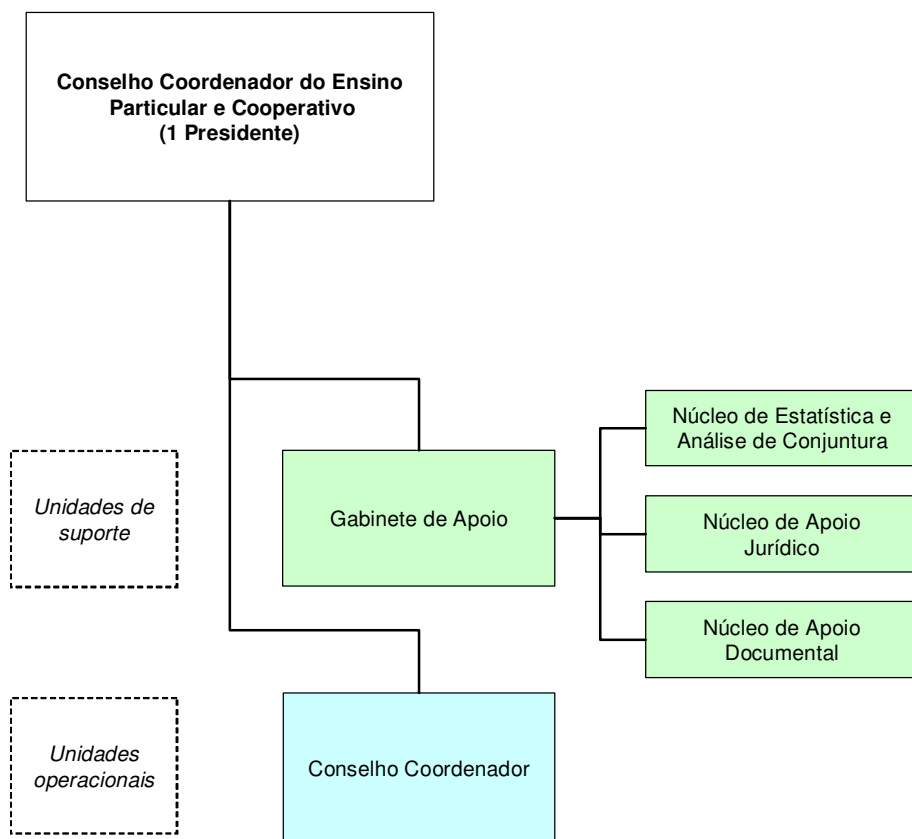 Conselho Coordenador do Ensino
Particular e Cooperativo
(1 Presidente)
Núcleo de Estatística e
Análise de Conjuntura
Unidades de
suporte
Gabinete de Apoio
Núcleo de Apoio
Jurídico
Núcleo de Apoio
Documental
Unidades
operacionais
Conselho Coordenador